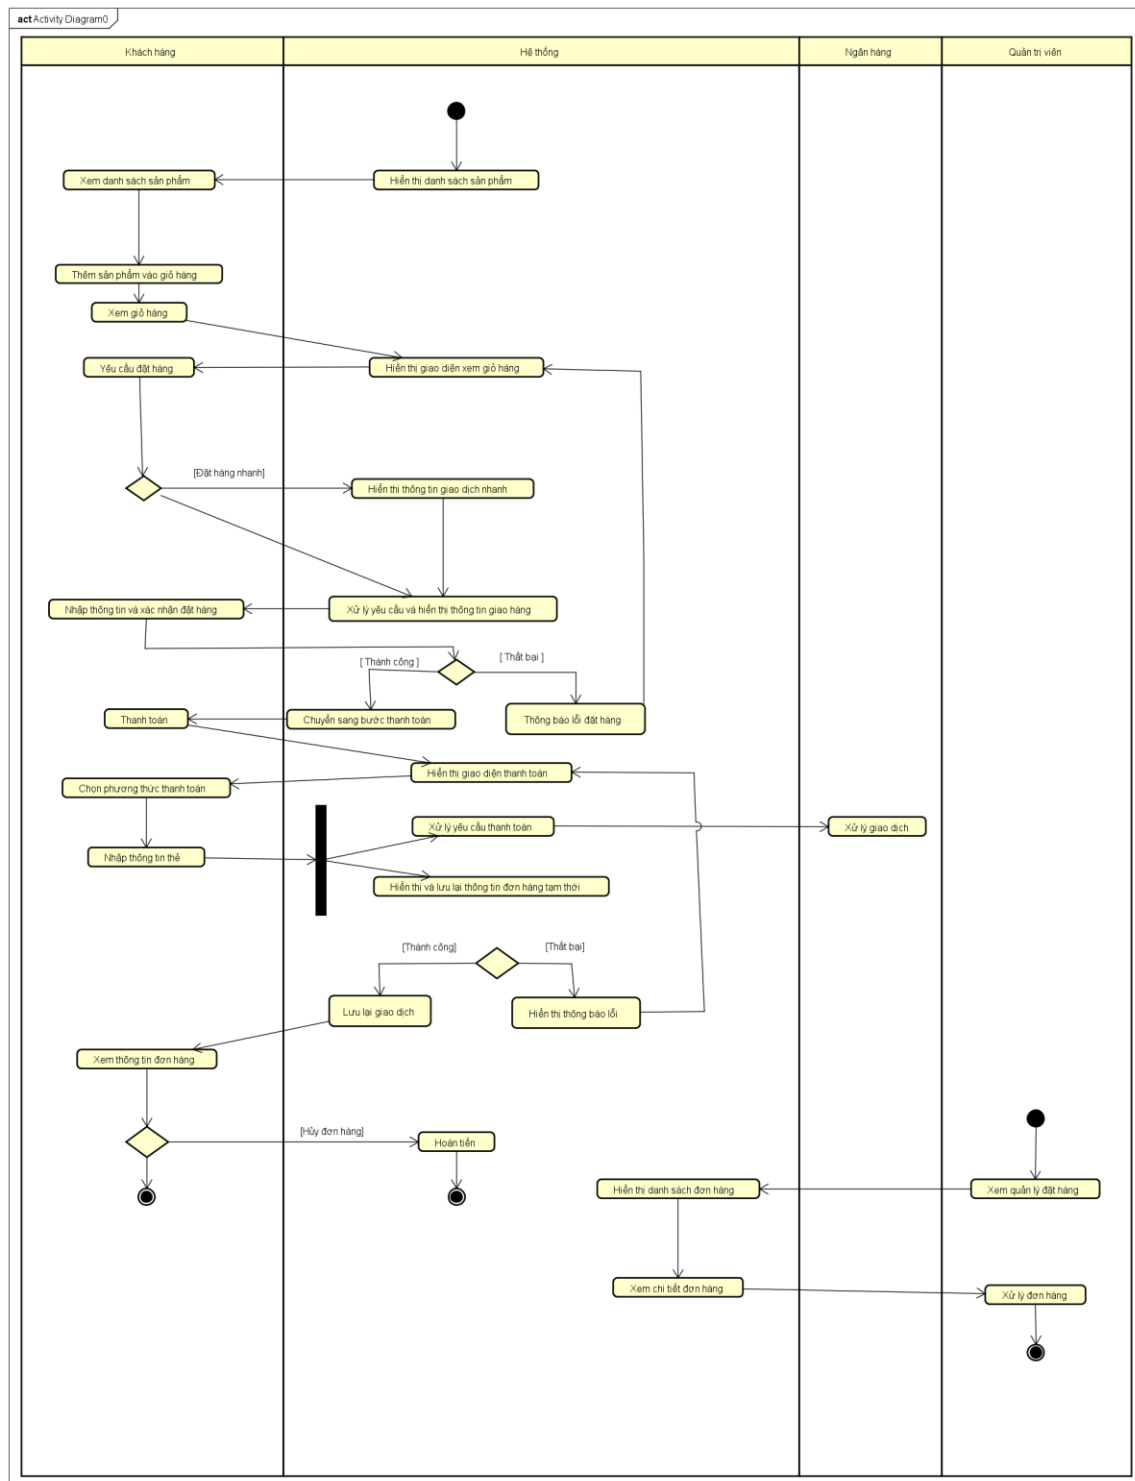 act Activity Diagram0
Khách hàng
Hệ thống
Ngân hàng
Quản trị viên
Xem danh sách sản phẩm
Hiển thị danh sách sản phẩm
Thêm sản phẩm vào giỏ hàng
Xem giỏ hàng
Yêu cầu đặt hàng
Hiển thị giao diện xem giỏ hàng
[Đặt hàng nhanh]
Hiển thị thông tin giao dịch nhanh
Nhập thông tin và xác nhận đặt hàng
Xử lý yêu cầu và hiển thị thông tin giao hàng
[ Thành công ]
[ Thất bại ]
Thanh toán
Chuyển sang bước thanh toán
Thông báo lỗi đặt hàng
Hiển thị giao diện thanh toán
Chọn phương thức thanh toán
Xử lý yêu cầu thanh toán
Xử lý giao dịch
Nhập thông tin thẻ
Hiển thị và lưu lại thông tin đơn hàng tạm thời
[Thành công]
[Thất bại]
Lưu lại giao dịch
Hiển thị thông báo lỗi
Xem thông tin đơn hàng
[Hủy đơn hàng]
Hoàn tiền
Hiển thị danh sách đơn hàng
Xem quản lý đặt hàng
Xem chi tiết đơn hàng
Xử lý đơn hàng